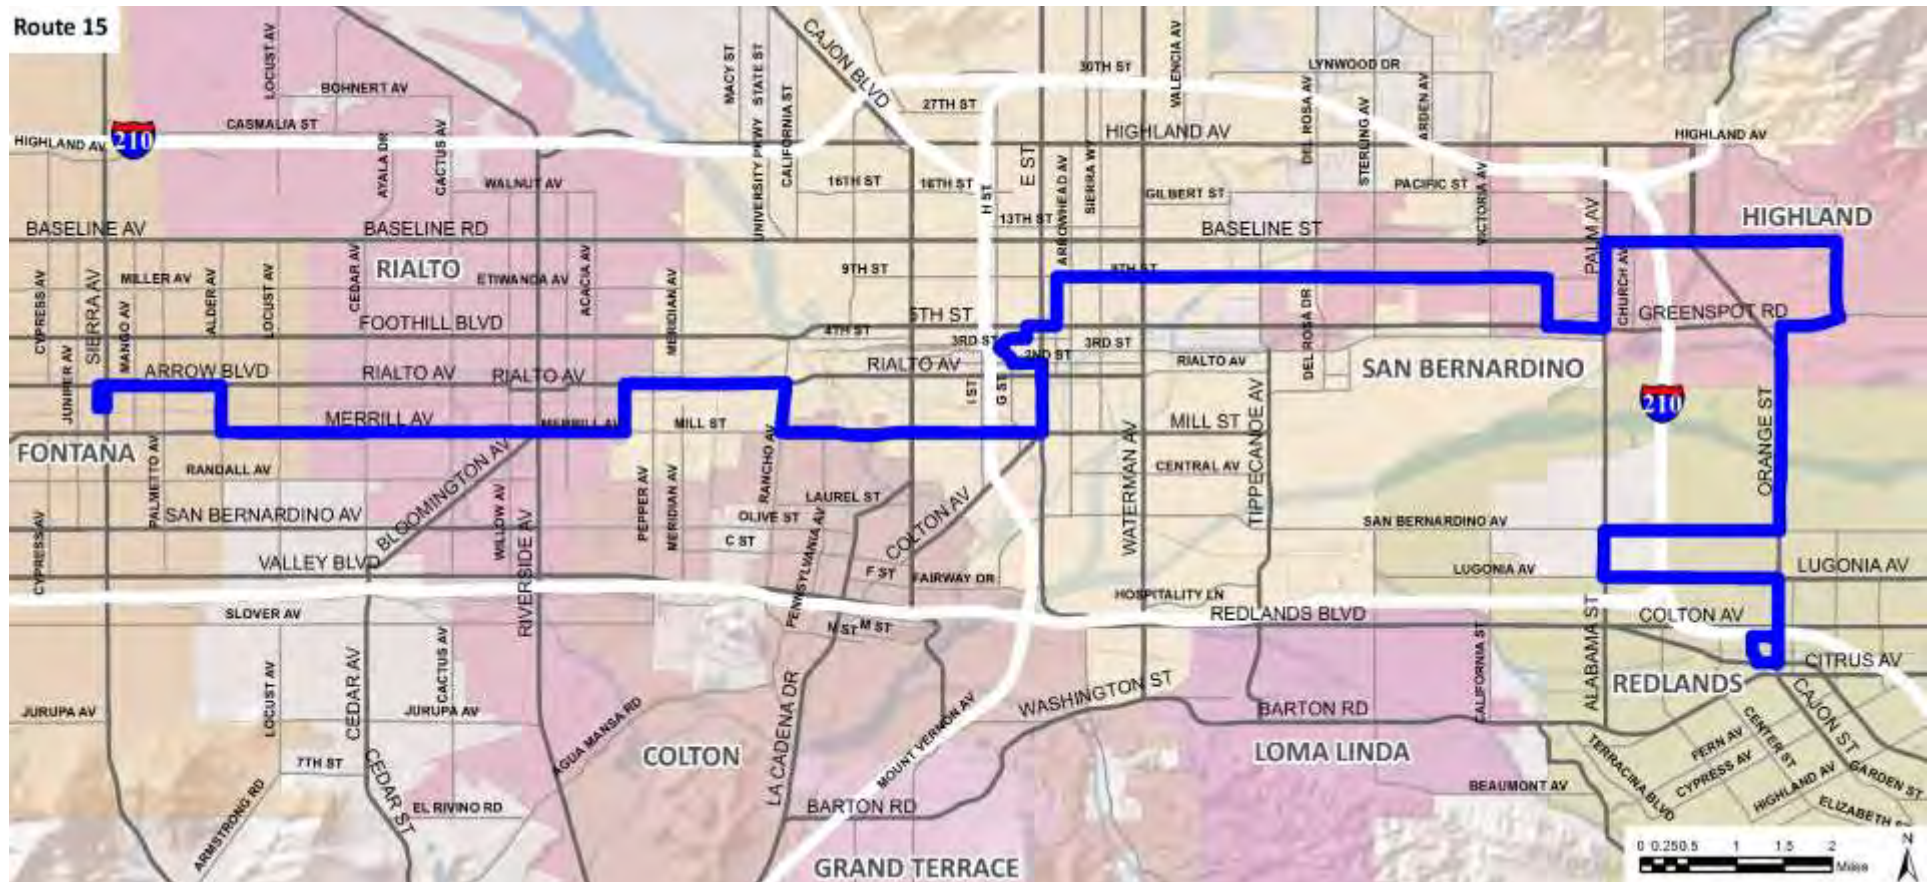 Route 15
LOCUST AV
MACY ST
UNIVERSITY PKWY
STATE ST
CALIFORNIA ST
CAJON BLVD
30TH ST
VALENCIA AV
LYNWOOD DR
BOHNERT AV
27TH ST
DEL ROSA AV
STERLING AV
ARDEN AV
HIGHLAND AV
210
CASMALIA ST
AYALA DR
CACTUS AV
HIGHLAND AV
HIGHLAND AV
WALNUT AV
16TH ST
16TH ST
H ST
E ST
ARROWHEAD AV
SIERRA WY
GILBERT ST
PACIFIC ST
VICTORIA AV
PALM AV
13TH ST
HIGHLAND
BASELINE AV
BASELINE RD
BASELINE ST
RIALTO
CYPRESS AV
SIERRA AV
MILLER AV
MANGO AV
ALDER AV
LOCUST AV
CEDAR AV
ETIWANDA AV
ACACIA AV
MERIDIAN AV
9TH ST
9TH ST
DEL ROSA DR
CHURCH AV
GREENSPOT RD
FOOTHILL BLVD
4TH ST
5TH ST
3RD ST
2ND ST
3RD ST
JUNIPER AV
ARROW BLVD
RIALTO AV
RIALTO AV
RIALTO AV
RIALTO AV
I ST
G ST
SAN BERNARDINO
TIPPECANOE AV
210
ORANGE ST
MERRILL AV
MERRILL AV
MILL ST
MILL ST
FONTANA
PALMETTO AV
RANDALL AV
BLOOMINGTON AV
RANCHO AV
WATERMAN AV
CENTRAL AV
CYPRESS AV
SAN BERNARDINO AV
WILLOW AV
RIVERSIDE AV
PEPPER AV
MERIDIAN AV
LAUREL ST
OLIVE ST
C ST
PENNSYLVANIA AV
COLTON AV
SAN BERNARDINO AV
VALLEY BLVD
F ST
FAIRWAY DR
LUGONIA AV
LUGONIA AV
SLOVER AV
N ST
M ST
HOSPITALITY LN
REDLANDS BLVD
ALABAMA ST
COLTON AV
LOCUST AV
CEDAR AV
CACTUS AV
CALIFORNIA ST
CITRUS AV
REDLANDS
JURUPA AV
JURUPA AV
AGUA MANSA RD
COLTON
LA CADENA DR
MOUNT VERNON AV
WASHINGTON ST
BARTON RD
LOMA LINDA
TERRACINA BLVD
FERN AV
CENTER ST
CAJON ST
7TH ST
CEDAR ST
ARMSTRONG RD
EL RIVINO RD
BARTON RD
BEAUMONT AV
CYPRESS AV
HIGHLAND AV
GARDEN ST
ELIZABETH
GRAND TERRACE
0 0.25 0.5 1 1.5 2
Miles
N